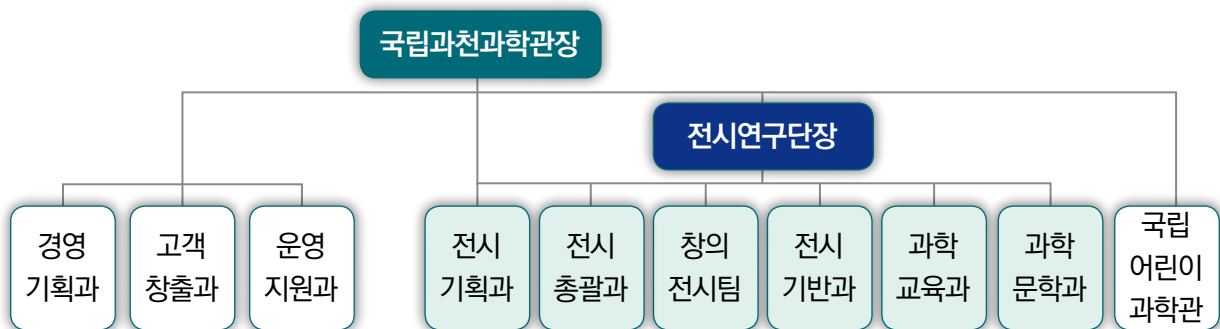 국립과천과학관장
전시연구단장
경영
기획과
고객
창출과
운영
지원과
전시
기획과
전시
총괄과
창의
전시팀
전시
기반과
과학
교육과
과학
문학과
국립
어린이
과학관